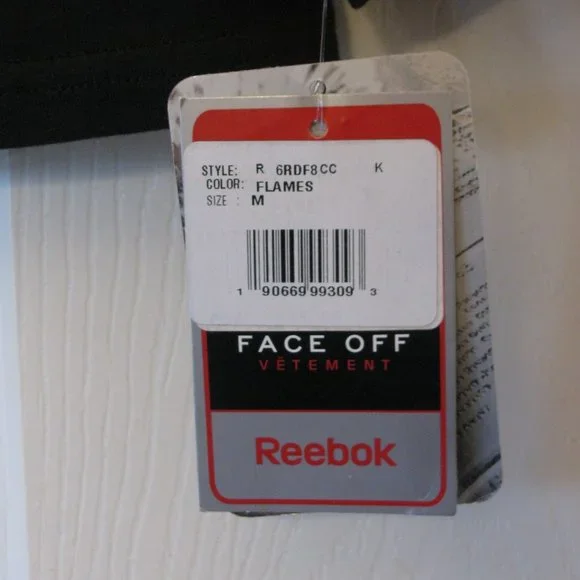 STYLE: R 6RDF8CC K
COLOR: FLAMES
SIZE : M
1 90669 99309 3
FACE OFF
VÊTEMENT
Reebok